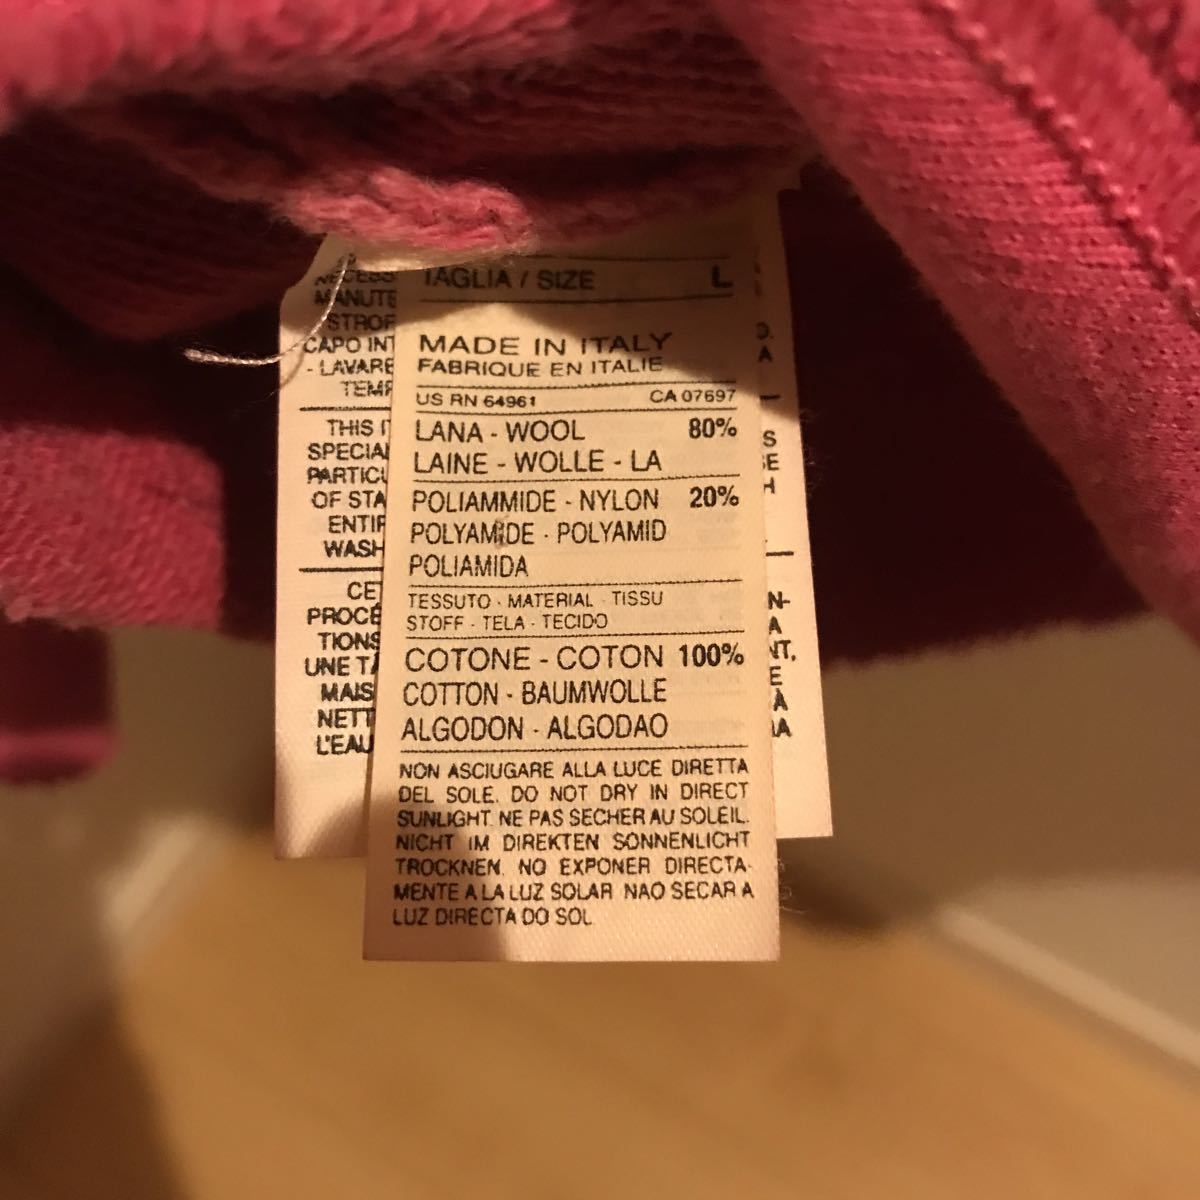 TAGLIA / SIZE L
MADE IN ITALY
FABRIQUE EN ITALIE
US RN 64961 CA 07697
LANA - WOOL 80%
LAINE - WOLLE - LA
POLIAMMIDE - NYLON 20%
POLYAMIDE - POLYAMID
POLIAMIDA
TESSUTO - MATERIAL - TISSU
STOFF - TELA - TECIDO
COTONE - COTON 100%
COTTON - BAUMWOLLE
ALGODON - ALGODAO
NON ASCIUGARE ALLA LUCE DIRETTA
DEL SOLE. DO NOT DRY IN DIRECT
SUNLIGHT. NE PAS SECHER AU SOLEIL.
NICHT IM DIREKTEN SONNENLICHT
TROCKNEN. NO EXPONER DIRECTA-
MENTE A LA LUZ SOLAR. NAO SECAR A
LUZ DIRECTA DO SOL
NECESS
MANUTE
STROF
CAPO INT
- LAVARE
TEMP
THIS I
SPECIAL
PARTICU
OF STA
ENTIR
WASH
CET
PROCÉ
TIONS
UNE TA
MAIS
NETT
L'EAU